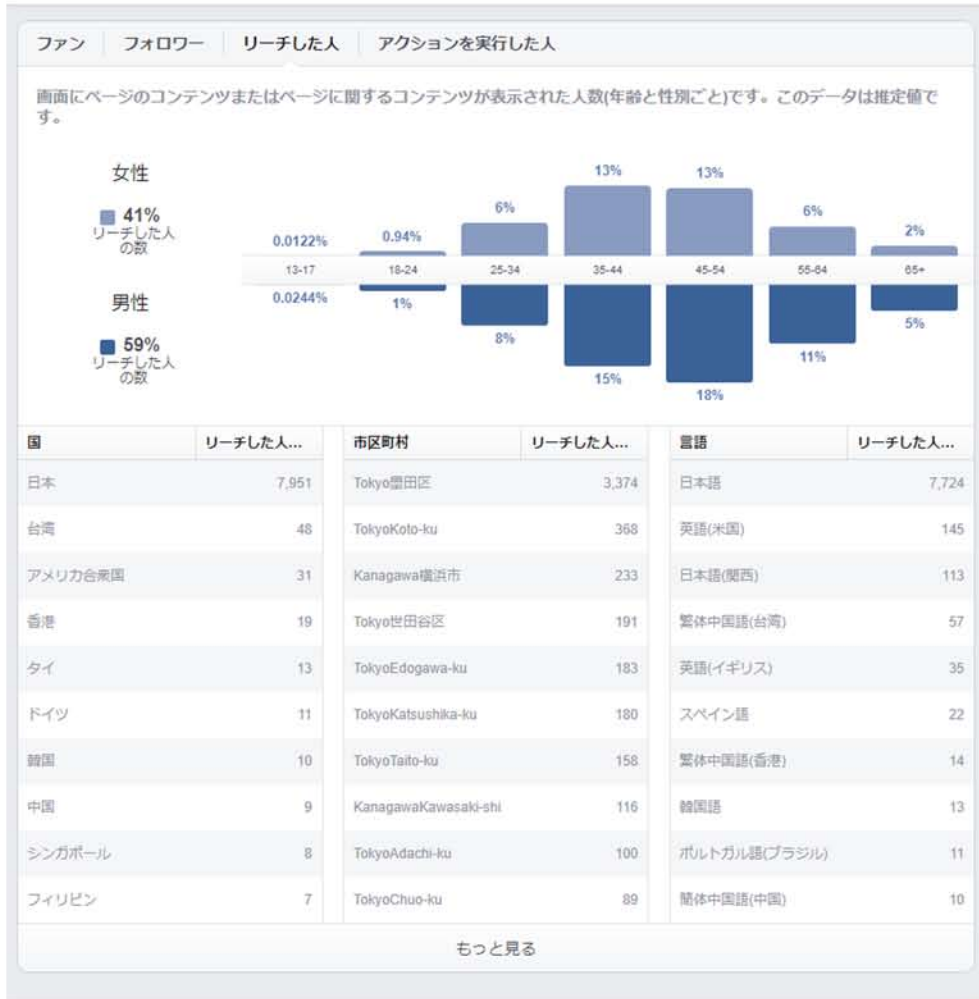 ファン フォロワー リーチした人 アクションを実行した人
画面にページのコンテンツまたはページに関するコンテンツが表示された人数(年齢と性別ごと)です。このデータは推定値で
す。
女性
41%
リーチした人
の数
0.0122% 0.94% 6% 13% 13% 6% 2%
13-17 18-24 25-34 35-44 45-54 55-64 65+
男性
59%
リーチした人
の数
0.0244% 1% 8% 15% 18% 11% 5%
国 リーチした人... 市区町村 リーチした人... 言語 リーチした人...
日本 7,951 Tokyo墨田区 3,374 日本語 7,724
台湾 48 TokyoKoto-ku 368 英語(米国) 145
アメリカ合衆国 31 Kanagawa横浜市 233 日本語(関西) 113
香港 19 Tokyo世田谷区 191 繁体中国語(台湾) 57
タイ 13 TokyoEdogawa-ku 183 英語(イギリス) 35
ドイツ 11 TokyoKatsushika-ku 180 スペイン語 22
韓国 10 TokyoTaito-ku 158 繁体中国語(香港) 14
中国 9 KanagawaKawasaki-shi 116 韓国語 13
シンガポール 8 TokyoAdachi-ku 100 ポルトガル語(ブラジル) 11
フィリピン 7 TokyoChuo-ku 89 簡体中国語(中国) 10
もっと見る